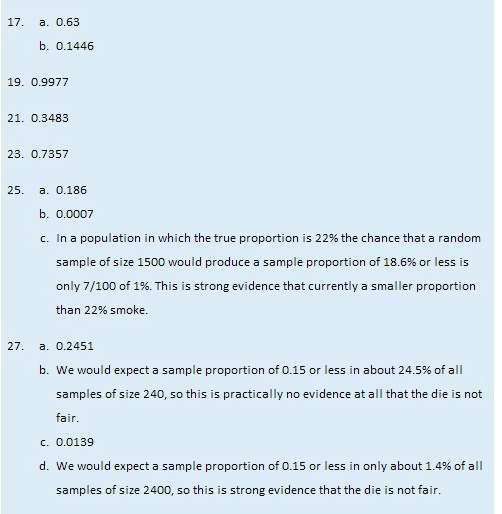 17. a. 0.63
b. 0.1446
19. 0.9977
21. 0.3483
23. 0.7357
25. a. 0.186
b. 0.0007
c. In a population in which the true proportion is 22% the chance that a random
sample of size 1500 would produce a sample proportion of 18.6% or less is
only 7/100 of 1%. This is strong evidence that currently a smaller proportion
than 22% smoke.
27. a. 0.2451
b. We would expect a sample proportion of 0.15 or less in about 24.5% of all
samples of size 240, so this is practically no evidence at all that the die is not
fair.
c. 0.0139
d. We would expect a sample proportion of 0.15 or less in only about 1.4% of all
samples of size 2400, so this is strong evidence that the die is not fair.